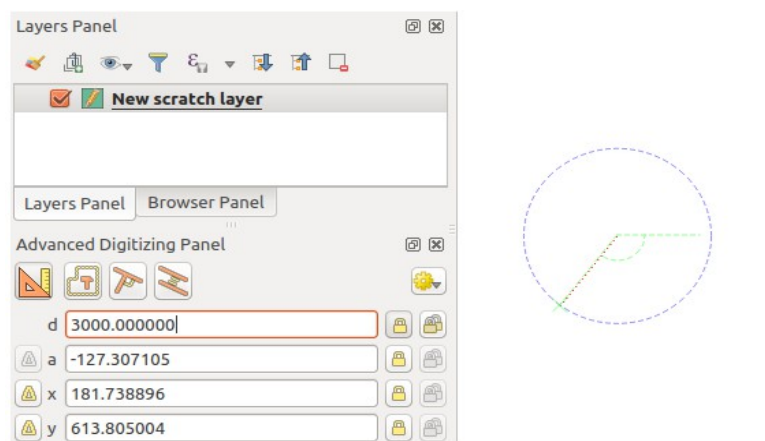 Layers Panel
New scratch layer
Layers Panel Browser Panel
Advanced Digitizing Panel
d 3000.000000
a -127.307105
x 181.738896
y 613.805004